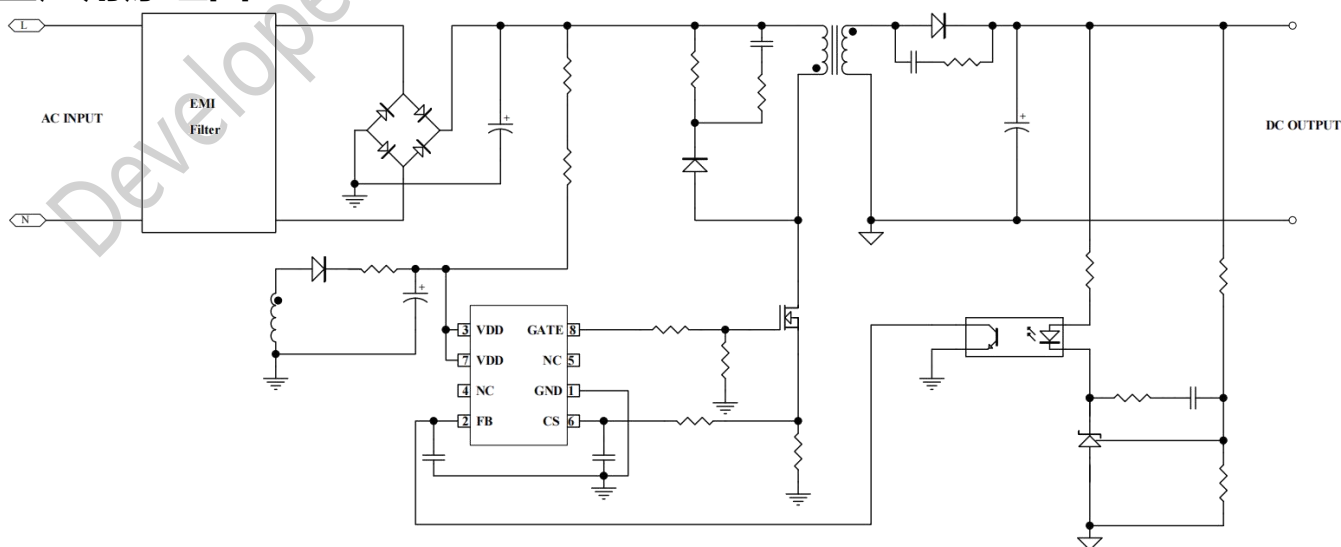 Develope
L
EMI
Filter
AC INPUT
DC OUTPUT
N
+
+
+
3 VDD GATE 8
7 VDD NC 5
4 NC GND 1
2 FB CS 6